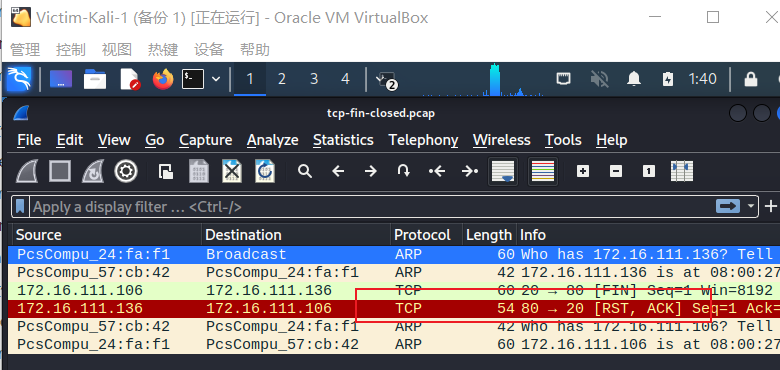 Victim-Kali-1 (备份 1) [正在运行] - Oracle VM VirtualBox
管理 控制 视图 热键 设备 帮助
1 2 3 4 2 1:40
tcp-fin-closed.pcap
File Edit View Go Capture Analyze Statistics Telephony Wireless Tools Help
Apply a display filter … <Ctrl-/>
Source Destination Protocol Length Info
PcsCompu_24:fa:f1 Broadcast ARP 60 Who has 172.16.111.136? Tell
PcsCompu_57:cb:42 PcsCompu_24:fa:f1 ARP 42 172.16.111.136 is at 08:00:27
172.16.111.106 172.16.111.136 TCP 60 20 → 80 [FIN] Seq=1 Win=8192
172.16.111.136 172.16.111.106 TCP 54 80 → 20 [RST, ACK] Seq=1 Ack=
PcsCompu_57:cb:42 PcsCompu_24:fa:f1 ARP 42 Who has 172.16.111.106? Tell
PcsCompu_24:fa:f1 PcsCompu_57:cb:42 ARP 60 172.16.111.106 is at 08:00:27